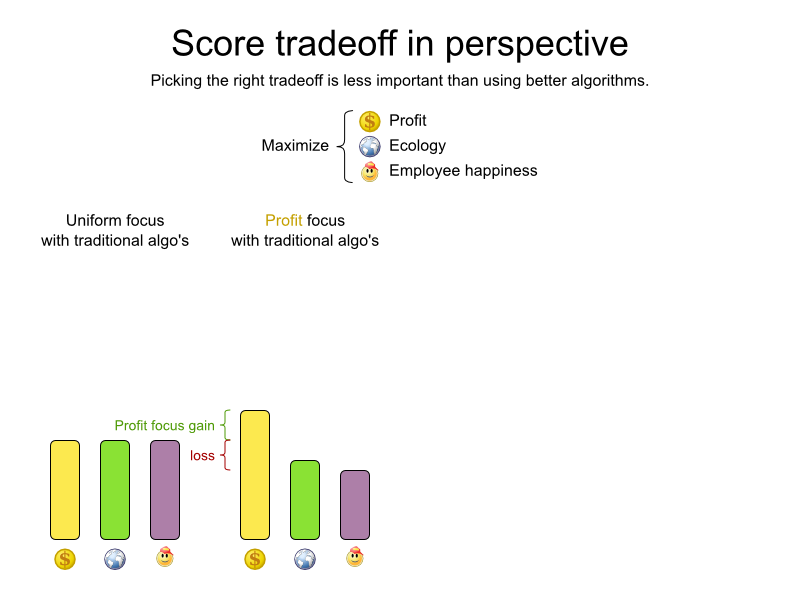 Score tradeoff in perspective
Picking the right tradeoff is less important than using better algorithms.
Maximize
$ Profit
Ecology
Employee happiness
Uniform focus
with traditional algo's
Profit focus
with traditional algo's
Profit focus gain
loss
$
$